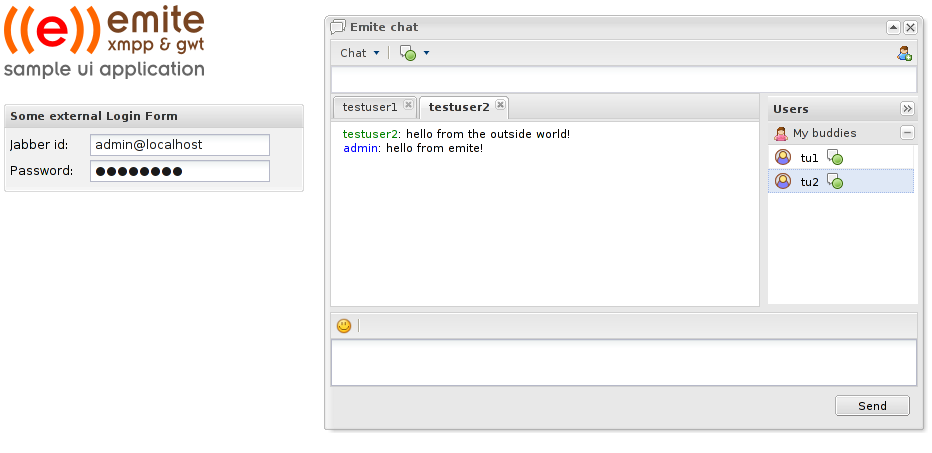 ((e)) emite
xmpp & gwt
sample ui application
Some external Login Form
Jabber id: admin@localhost
Password: ●●●●●●●●
Emite chat
Chat
testuser1 testuser2
testuser2: hello from the outside world!
admin: hello from emite!
Users
My buddies
tu1
tu2
Send